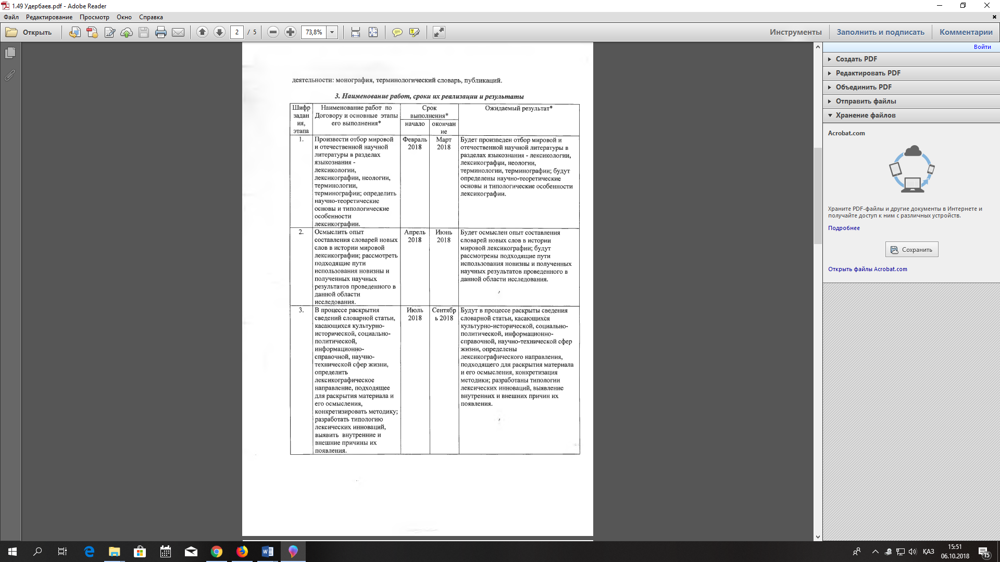 1.49 Удербаев.pdf - Adobe Reader
Файл Редактирование Просмотр Окно Справка
Открыть 2 / 5 73,8% Инструменты Заполнить и подписать Комментарии
деятельности: монография, терминологический словарь, публикаций.
3. Наименование работ, сроки их реализации и результаты
Шифр
задан
ия,
этапа
Наименование работ по
Договору и основные этапы
его выполнения*
Срок
выполнения*
начало
окончан
ие
Ожидаемый результат*
1.
Произвести отбор мировой
и отечественной научной
литературы в разделах
языкознания -
лексикологии,
лексикографии, неологии,
терминологии,
терминографии; определить
научно-теоретические
основы и типологические
особенности
лексикографии.
Февраль
2018
Март
2018
Будет произведен отбор мировой и
отечественной научной литературы в
разделах языкознания - лексикологии,
лексикографии, неологии,
терминологии, терминографии; будут
определены научно-теоретические
основы и типологические особенности
лексикографии.
2.
Осмыслить опыт
составления словарей новых
слов в истории мировой
лексикографии; рассмотреть
подходящие пути
использования новизны и
полученных научных
результатов проведенного в
данной области
исследования.
Апрель
2018
Июнь
2018
Будет осмыслен опыт составления
словарей новых слов в истории
мировой лексикографии; будут
рассмотрены подходящие пути
использования новизны и полученных
научных результатов проведенного в
данной области исследования.
3.
В процессе раскрытия
сведений словарной статьи,
касающихся культурно-
исторической, социально-
политической,
информационно-
справочной, научно-
технической сфер жизни,
определить
лексикографическое
направление, подходящее
для раскрытия материала и
его осмысления,
конкретизировать методику;
разработать типологию
лексических инноваций,
выявить внутренние и
внешние причины их
появления.
Июль
2018
Сентябр
ь 2018
Будут в процессе раскрыты сведения
словарной статьи, касающихся
культурно-исторической, социально-
политической, информационно-
справочной, научно-технической сфер
жизни, определены
лексикографического направления,
подходящего для раскрытия материала
и его осмысления, конкретизация
методики; разработаны типологии
лексических инноваций, выявление
внутренних и внешних причин их
появления.
Войти
Создать PDF
Редактировать PDF
Объединить PDF
Отправить файлы
Хранение файлов
Acrobat.com
Храните PDF-файлы и другие документы в Интернете и
получайте доступ к ним с различных устройств.
Подробнее
Сохранить
Открыть файлы Acrobat.com
ҚАЗ
15:51
06.10.2018
15